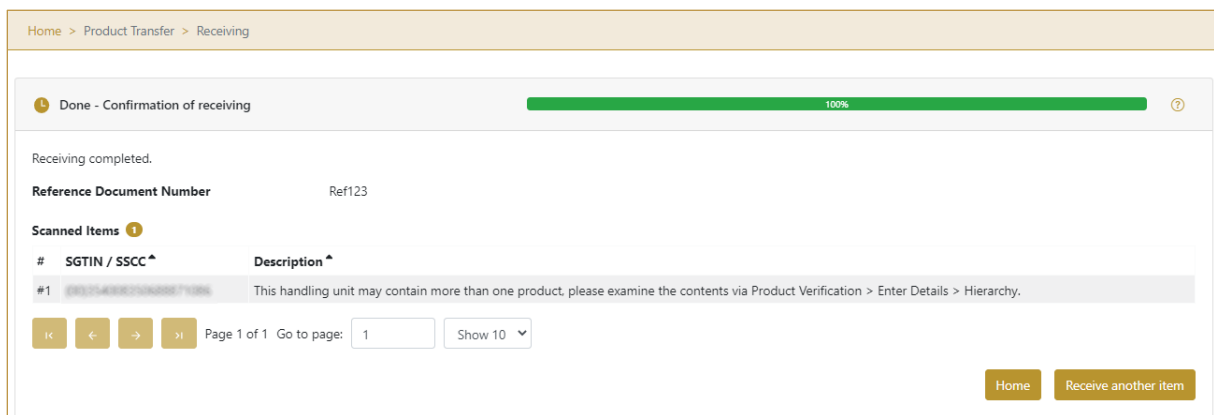 Home > Product Transfer > Receiving
Done - Confirmation of receiving 100% ?
Receiving completed.
Reference Document Number Ref123
Scanned Items 1
# SGTIN / SSCC Description
#1 This handling unit may contain more than one product, please examine the contents via Product Verification > Enter Details > Hierarchy.
Page 1 of 1 Go to page: 1 Show 10
Home Receive another item